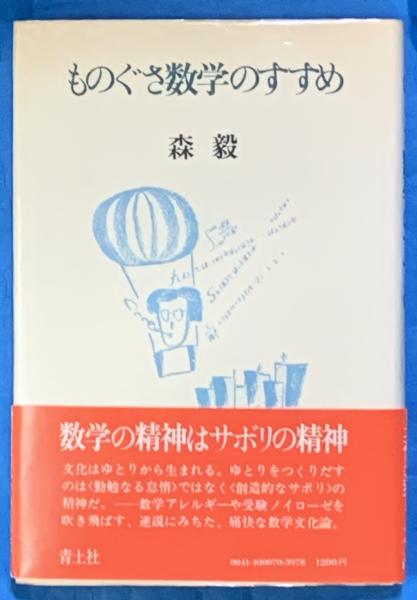 ものぐさ数学のすすめ
森毅
数学の精神はサボリの精神
文化はゆとりから生まれる。ゆとりをつくりだす
のは〈勤勉なる怠惰〉ではなく〈創造的なサボリ〉の
精神だ。——数学アレルギーや受験ノイローゼを
吹き飛ばす、逆説にみちた、痛快な数学文化論。
青土社
0041-400070-3978 1200円